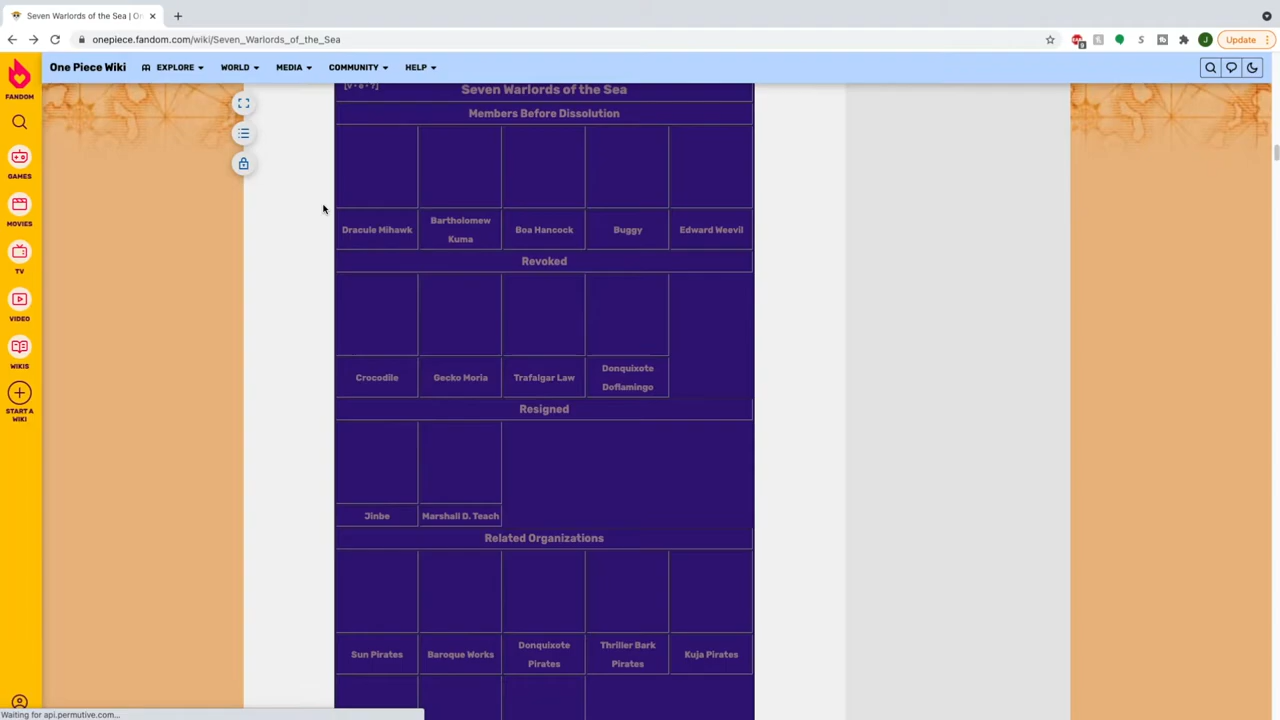 Seven Warlords of the Sea | O
onepiece.fandom.com/wiki/Seven_Warlords_of_the_Sea
9
J
Update
FANDOM
GAMES
MOVIES
TV
VIDEO
WIKIS
START A
WIKI
One Piece Wiki
EXPLORE
WORLD
MEDIA
COMMUNITY
HELP
Seven Warlords of the Sea
Members Before Dissolution
Dracule Mihawk
Bartholomew
Kuma
Boa Hancock
Buggy
Edward Weevil
Revoked
Crocodile
Gecko Moria
Trafalgar Law
Donquixote
Doflamingo
Resigned
Jinbe
Marshall D. Teach
Related Organizations
Sun Pirates
Baroque Works
Donquixote
Pirates
Thriller Bark
Pirates
Kuja Pirates
Waiting for api.permutive.com...